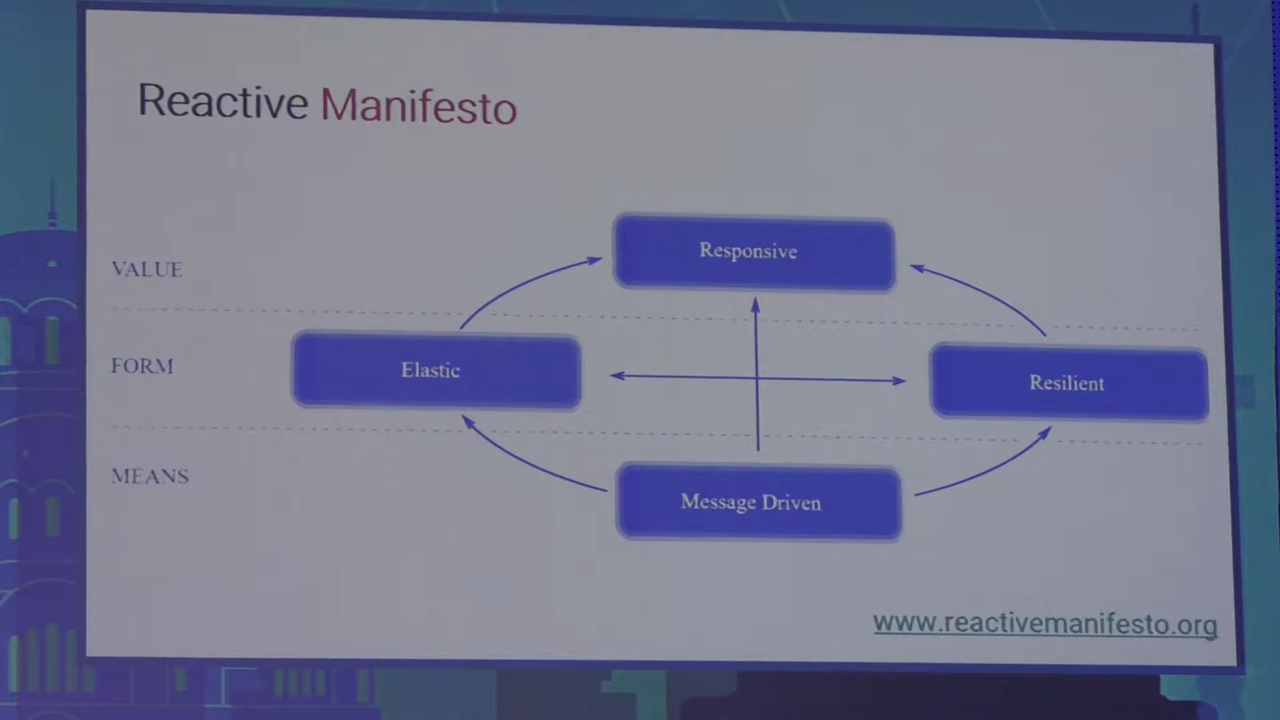 Reactive Manifesto
VALUE
Responsive
FORM
Elastic
Resilient
MEANS
Message Driven
www.reactivemanifesto.org